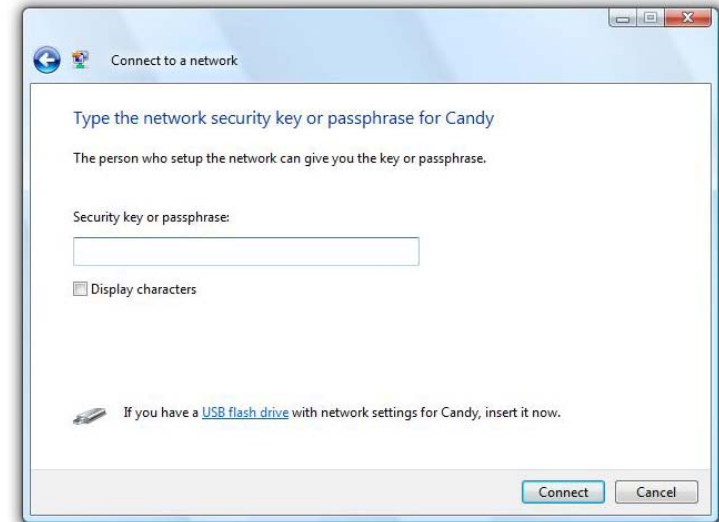 Connect to a network
Type the network security key or passphrase for Candy
The person who setup the network can give you the key or passphrase.
Security key or passphrase:
Display characters
If you have a USB flash drive with network settings for Candy, insert it now.
Connect Cancel